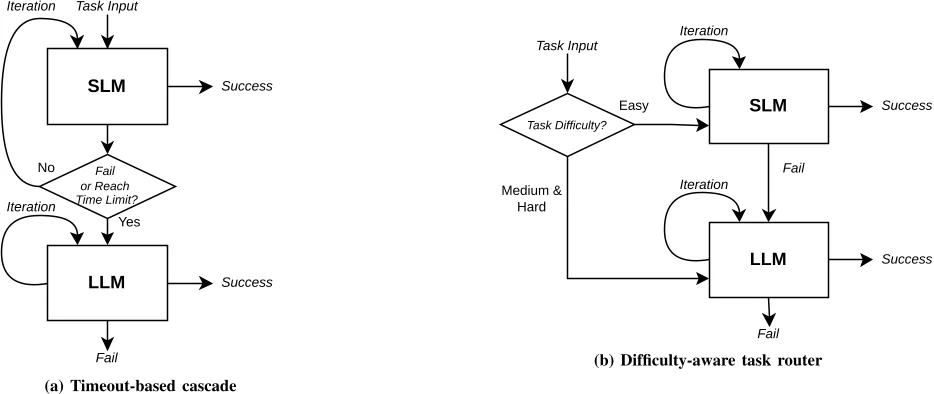 Iteration
Task Input
SLM
Success
Fail
or Reach
Time Limit?
No
Yes
Iteration
LLM
Success
Fail
(a) Timeout-based cascade
Task Input
Task Difficulty?
Easy
Medium &
Hard
Iteration
SLM
Success
Fail
Iteration
LLM
Success
Fail
(b) Difficulty-aware task router